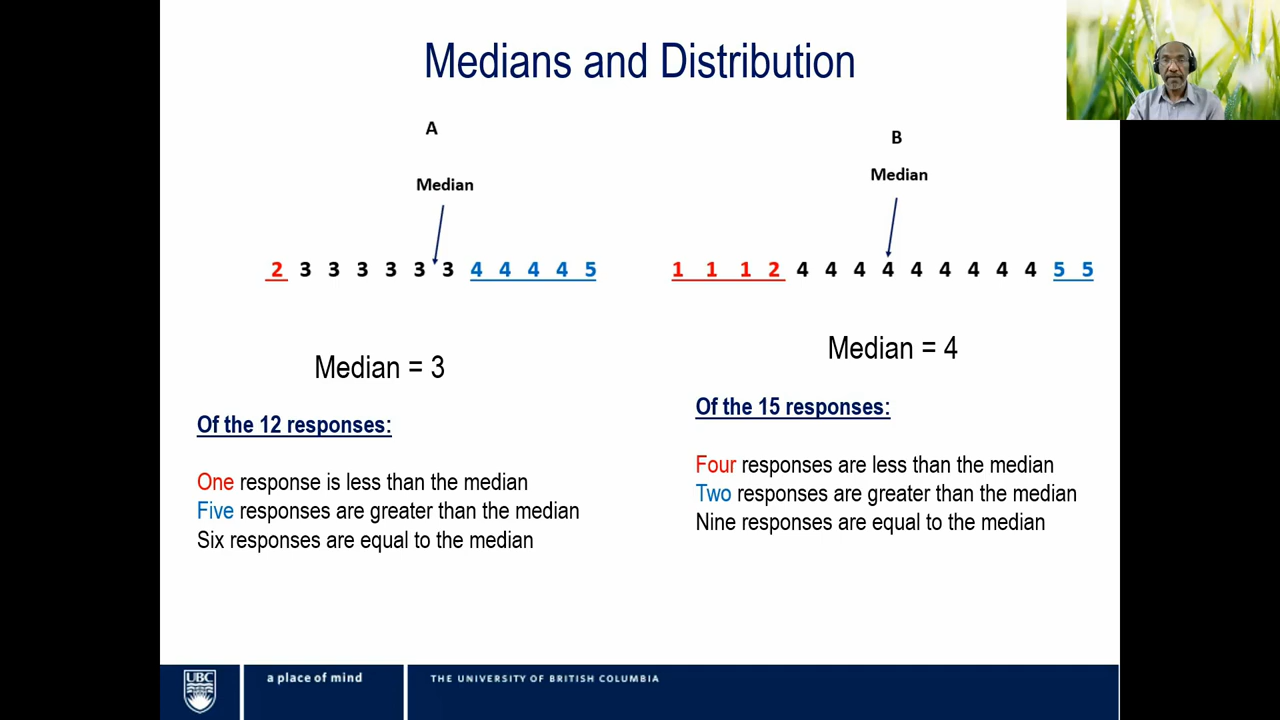 Medians and Distribution
A
Median
2 3 3 3 3 3 3 4 4 4 4 5
Median = 3
Of the 12 responses:
One response is less than the median
Five responses are greater than the median
Six responses are equal to the median
B
Median
1 1 1 2 4 4 4 4 4 4 4 4 4 5 5
Median = 4
Of the 15 responses:
Four responses are less than the median
Two responses are greater than the median
Nine responses are equal to the median
UBC
a place of mind
THE UNIVERSITY OF BRITISH COLUMBIA